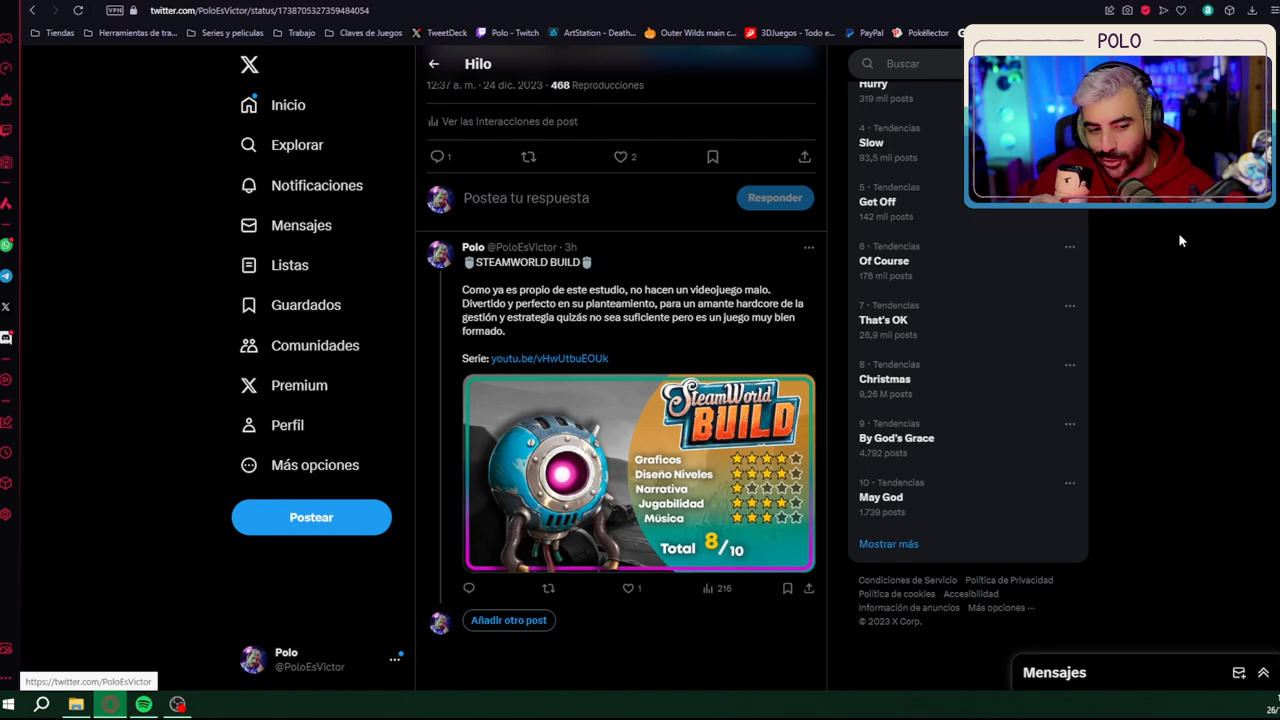 twitter.com/PoloEsVictor/status/1738705327359484054
VPN
Tiendas
Herramientas de tra...
Series y películas
Trabajo
Claves de Juegos
TweetDeck
Polo - Twitch
ArtStation - Death...
Outer Wilds main c...
3DJuegos - Todo e...
PayPal
Pokéllector
POLO
Inicio
Explorar
Notificaciones
Mensajes
Listas
Guardados
Comunidades
Premium
Perfil
Más opciones
Postear
Polo
@PoloEsVictor
https://twitter.com/PoloEsVictor
Hilo
12:37 a. m. · 24 dic. 2023 · 468 Reproducciones
Ver las Interacciones de post
1
2
Postea tu respuesta
Responder
Polo @PoloEsVictor · 3h
STEAMWORLD BUILD
Como ya es propio de este estudio, no hacen un videojuego malo.
Divertido y perfecto en su planteamiento, para un amante hardcore de la
gestión y estrategia quizás no sea suficiente pero es un juego muy bien
formado.
Serie: youtu.be/vHwUtbuEOUk
SteamWorld
BUILD
Graficos
Diseño Niveles
Narrativa
Jugabilidad
Música
Total 8/10
1
216
Añadir otro post
Buscar
Hurry
319 mil posts
4 · Tendencias
Slow
93,5 mil posts
5 · Tendencias
Get Off
142 mil posts
6 · Tendencias
Of Course
176 mil posts
7 · Tendencias
That's OK
26,9 mil posts
8 · Tendencias
Christmas
9,26 M posts
9 · Tendencias
By God's Grace
4.792 posts
10 · Tendencias
May God
1.739 posts
Mostrar más
Condiciones de Servicio Política de Privacidad
Política de cookies Accesibilidad
Información de anuncios Más opciones ···
© 2023 X Corp.
Mensajes
26/